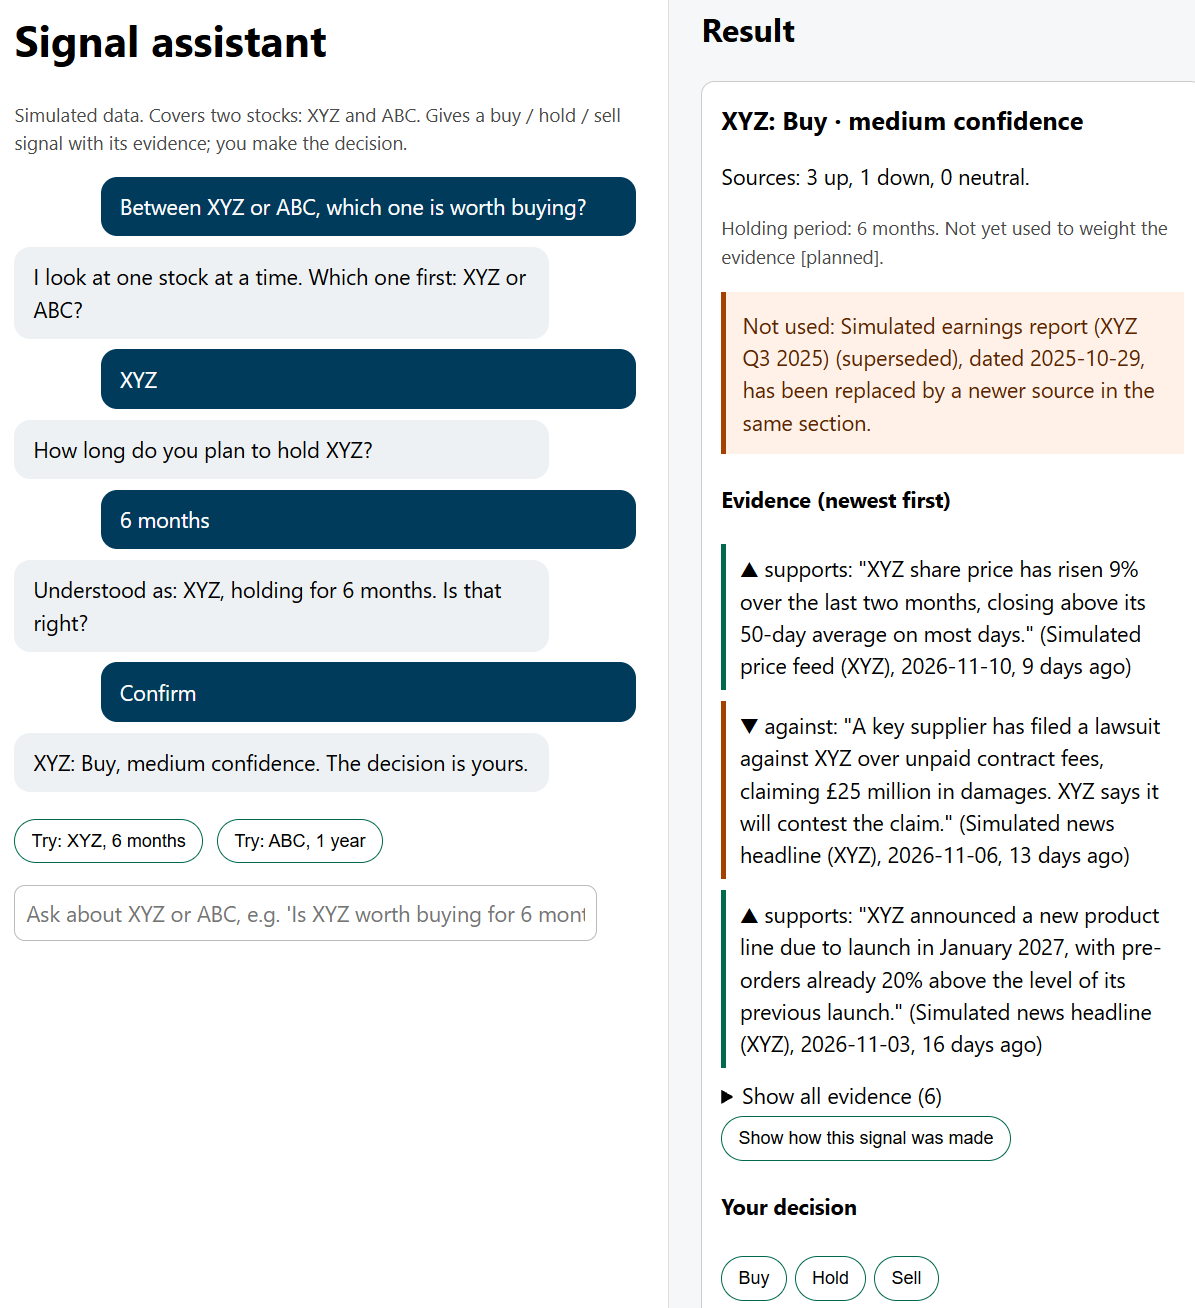 Signal assistant
Simulated data. Covers two stocks: XYZ and ABC. Gives a buy / hold / sell
signal with its evidence; you make the decision.
Between XYZ or ABC, which one is worth buying?
I look at one stock at a time. Which one first: XYZ or
ABC?
XYZ
How long do you plan to hold XYZ?
6 months
Understood as: XYZ, holding for 6 months. Is that
right?
Confirm
XYZ: Buy, medium confidence. The decision is yours.
Try: XYZ, 6 months
Try: ABC, 1 year
Ask about XYZ or ABC, e.g. 'Is XYZ worth buying for 6 mont
Result
XYZ: Buy · medium confidence
Sources: 3 up, 1 down, 0 neutral.
Holding period: 6 months. Not yet used to weight the
evidence [planned].
Not used: Simulated earnings report (XYZ
Q3 2025) (superseded), dated 2025-10-29,
has been replaced by a newer source in the
same section.
Evidence (newest first)
▲ supports: "XYZ share price has risen 9%
over the last two months, closing above its
50-day average on most days." (Simulated
price feed (XYZ), 2026-11-10, 9 days ago)
▼ against: "A key supplier has filed a lawsuit
against XYZ over unpaid contract fees,
claiming £25 million in damages. XYZ says it
will contest the claim." (Simulated news
headline (XYZ), 2026-11-06, 13 days ago)
▲ supports: "XYZ announced a new product
line due to launch in January 2027, with pre-
orders already 20% above the level of its
previous launch." (Simulated news headline
(XYZ), 2026-11-03, 16 days ago)
▶ Show all evidence (6)
Show how this signal was made
Your decision
Buy
Hold
Sell